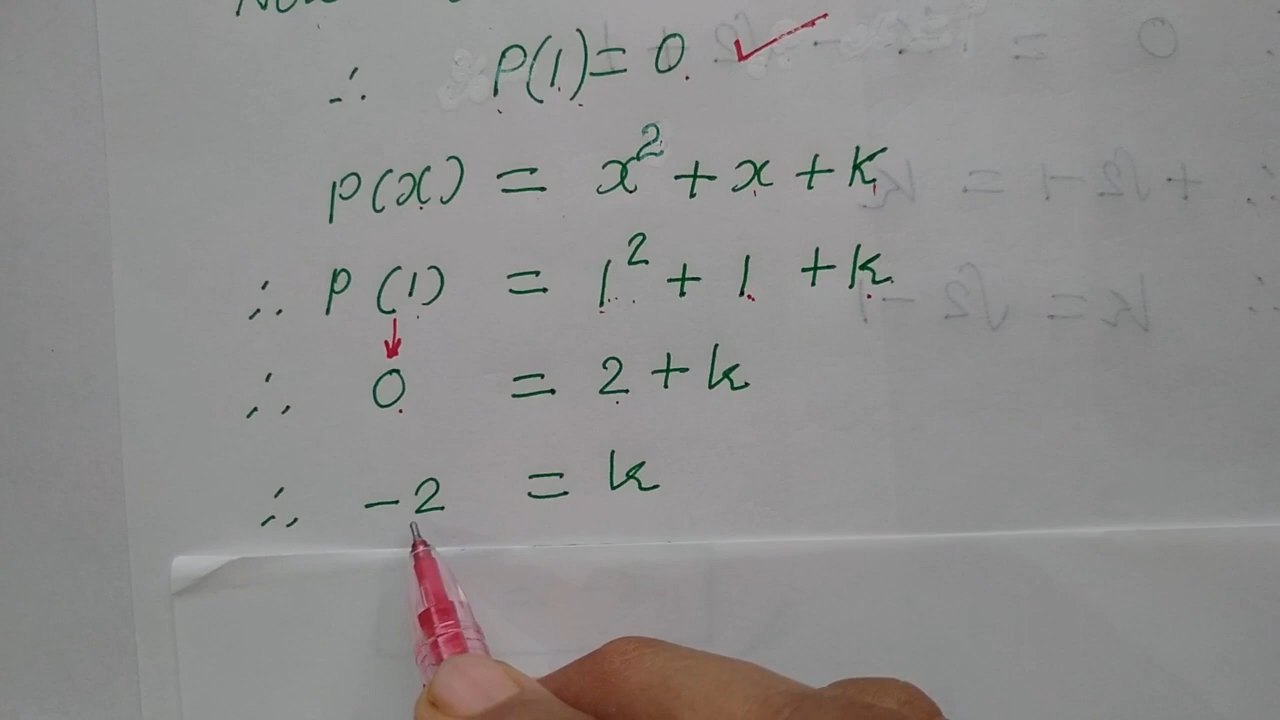 ∴ P(1) = 0
p(x) = x² + x + k
∴ P(1) = 1² + 1 + k
∴ 0 = 2 + k
∴ -2 = k